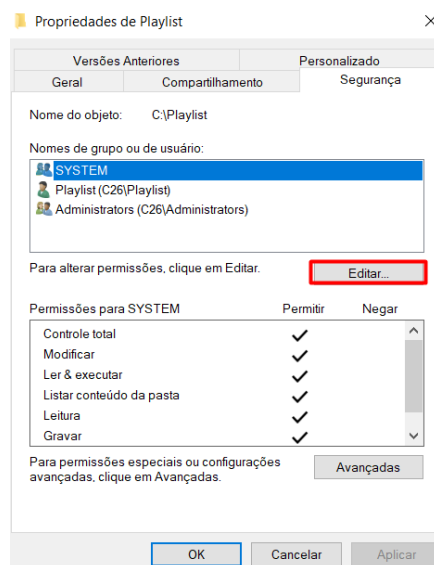 Propriedades de Playlist
Versões Anteriores
Personalizado
Geral
Compartilhamento
Segurança
Nome do objeto: C:\Playlist
Nomes de grupo ou de usuário:
SYSTEM
Playlist (C26\Playlist)
Administrators (C26\Administrators)
Para alterar permissões, clique em Editar.
Editar...
Permissões para SYSTEM Permitir Negar
Controle total
Modificar
Ler & executar
Listar conteúdo da pasta
Leitura
Gravar
Para permissões especiais ou configurações
avançadas, clique em Avançadas.
Avançadas
OK Cancelar Aplicar